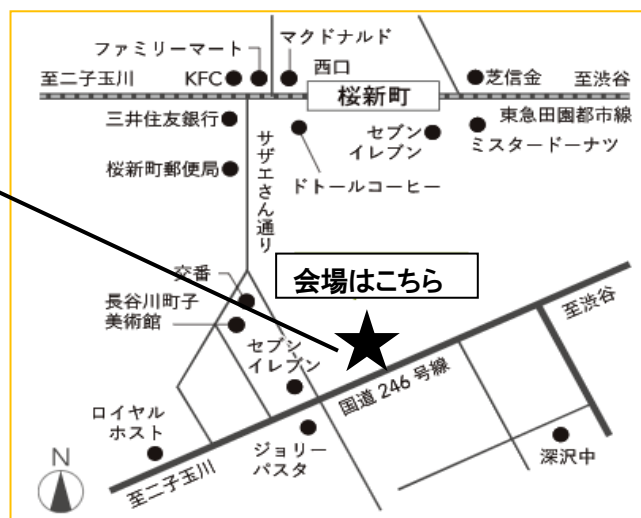 マクドナルド
ファミリーマート
西口
至二子玉川
KFC
芝信金
至渋谷
桜新町
東急田園都市線
三井住友銀行
セブン
イレブン
ミスタードーナツ
桜新町郵便局
サザエさん通り
ドトールコーヒー
交番
会場はこちら
長谷川町子
美術館
至渋谷
セブン
イレブン
国道246号線
ロイヤル
ホスト
ジョリー
パスタ
深沢中
N
至二子玉川